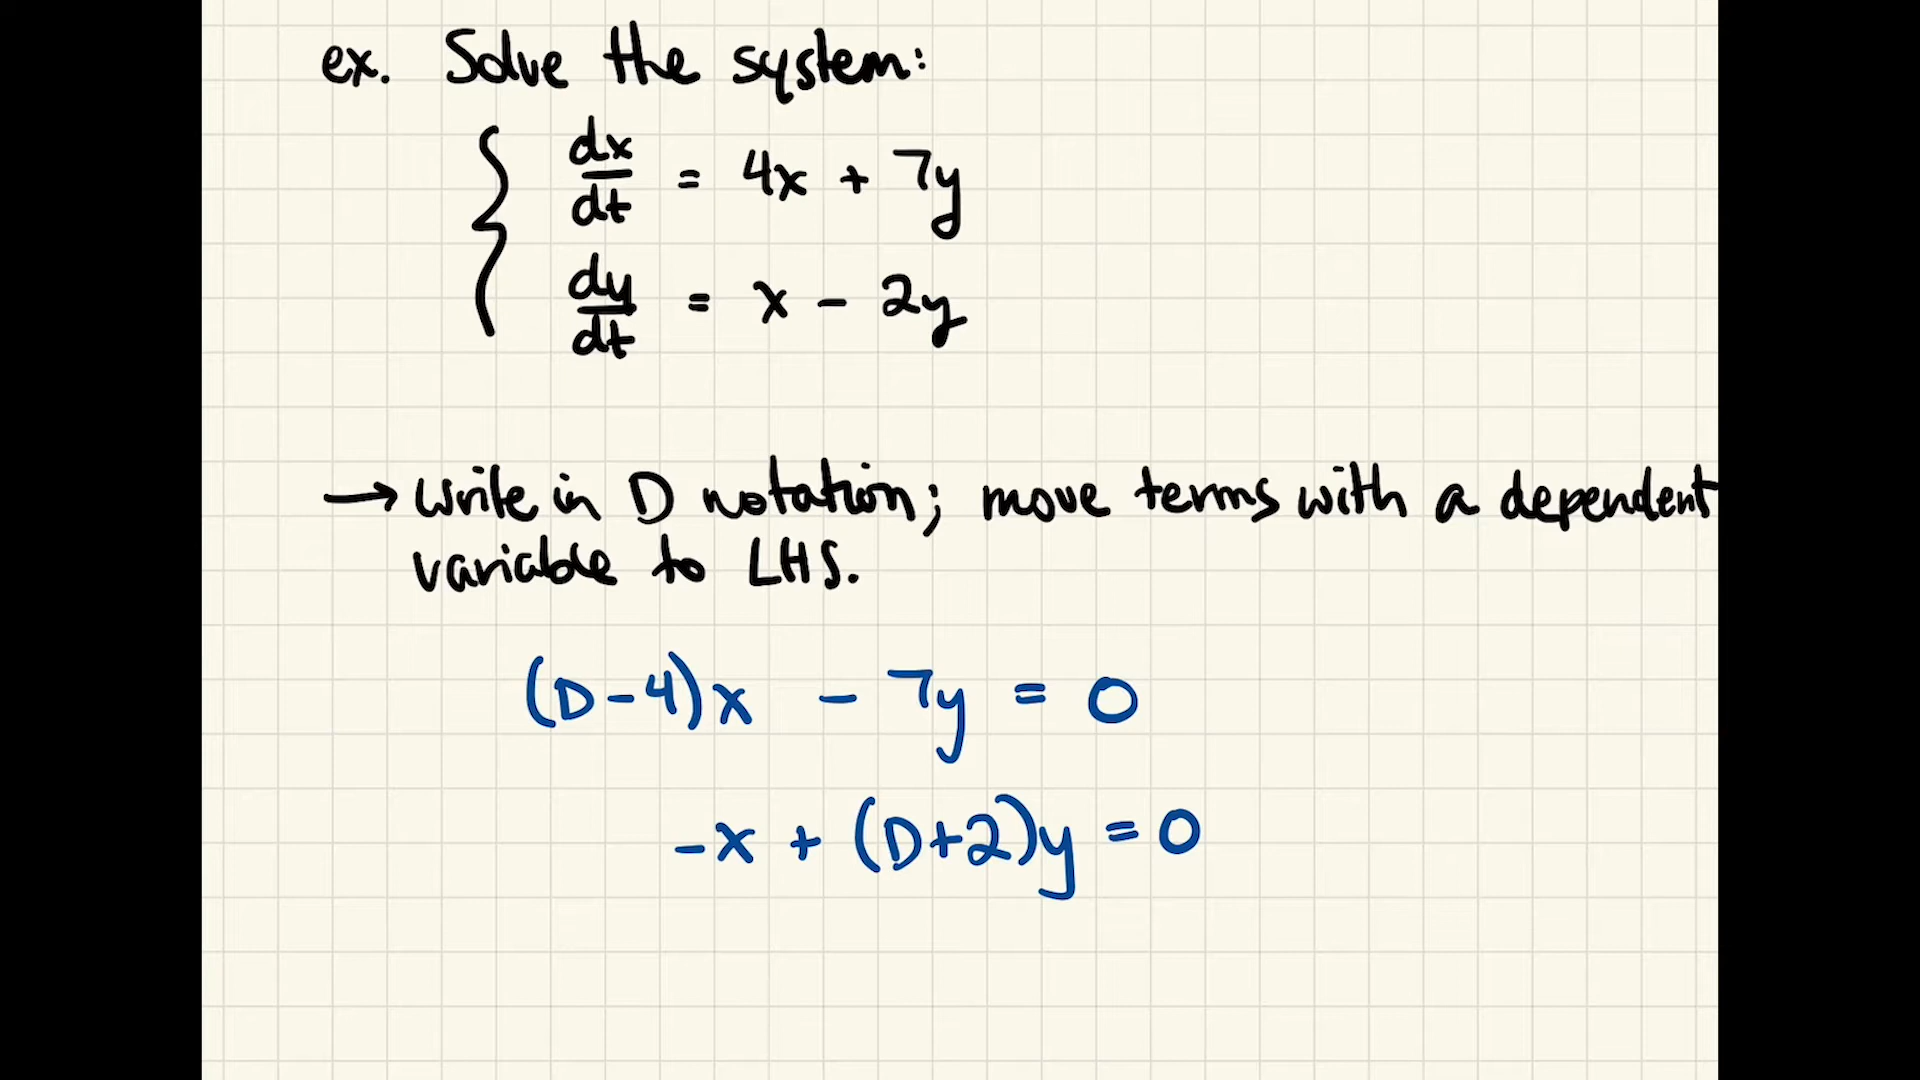 ex. Solve the system:
dx/dt = 4x + 7y
dy/dt = x - 2y
→ Write in D notation; move terms with a dependent
variable to LHS.
(D-4)x - 7y = 0
-x + (D+2)y = 0